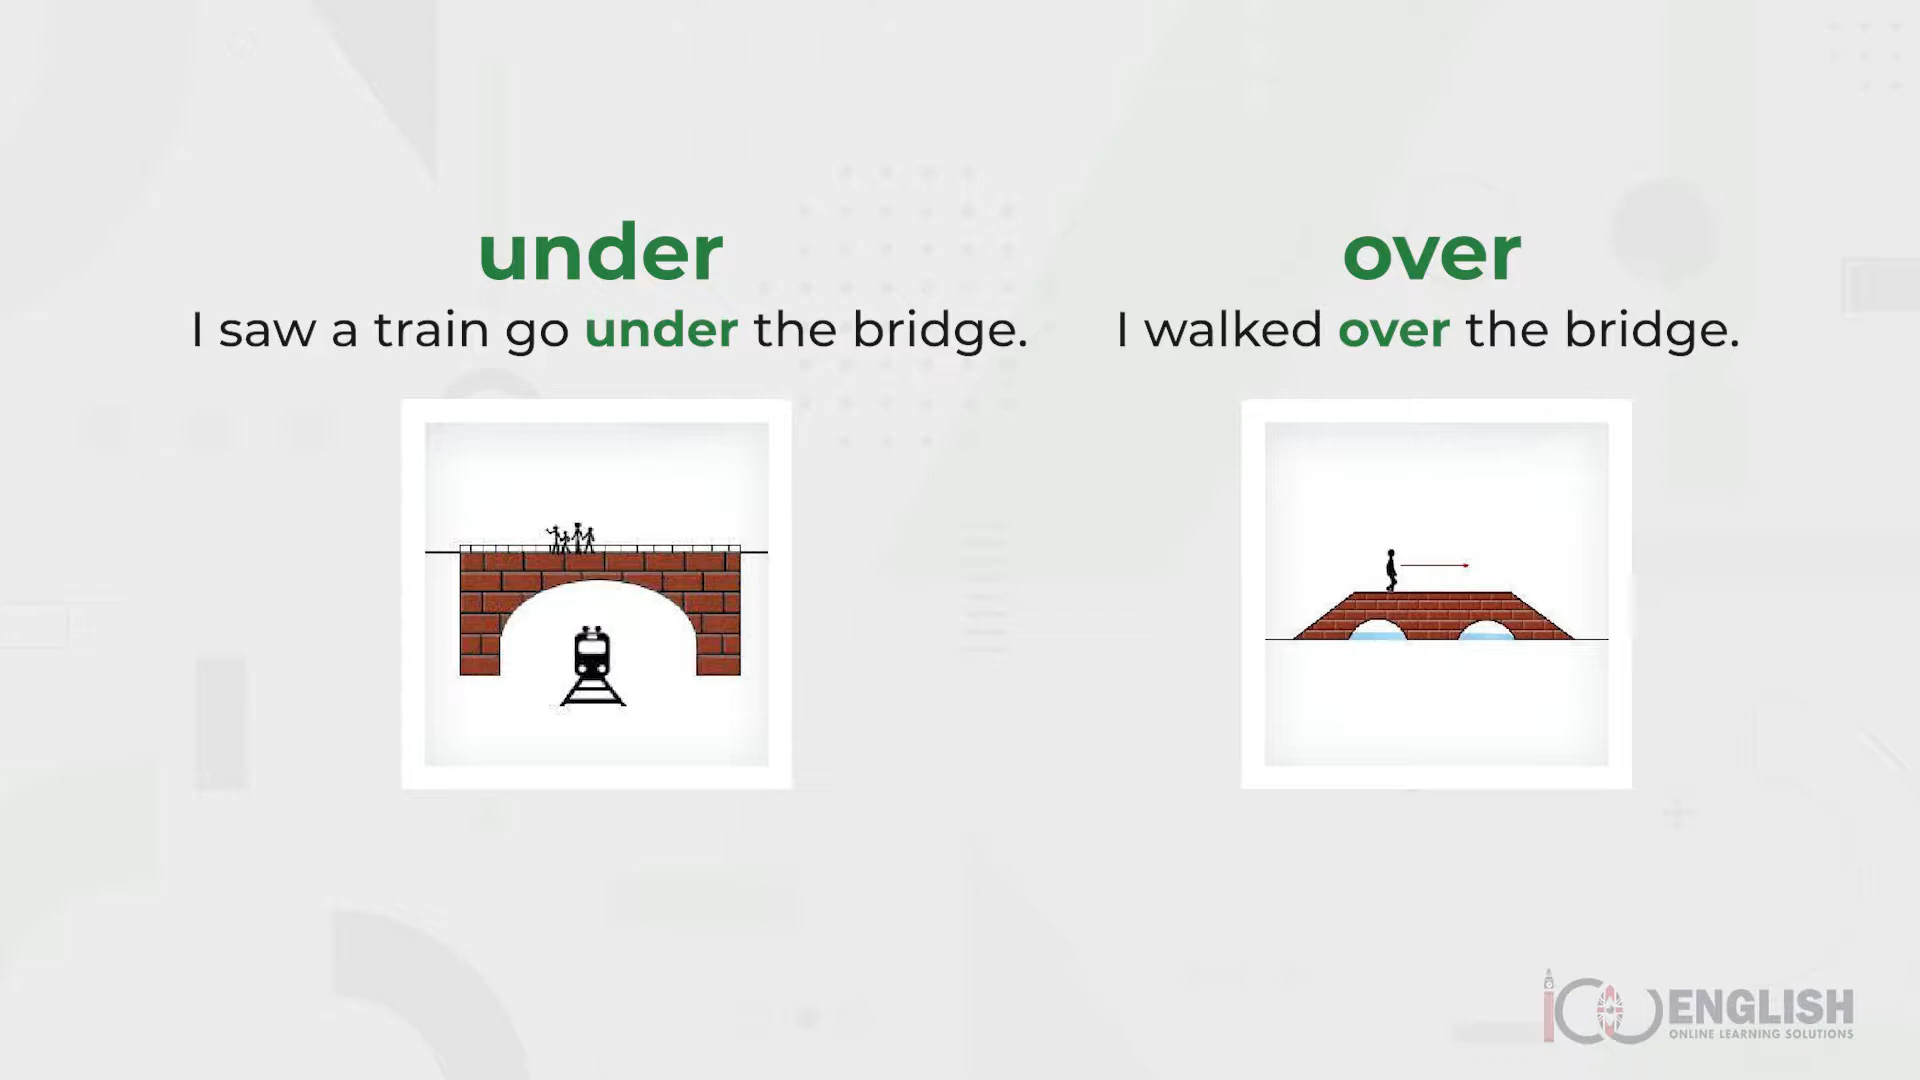 under
I saw a train go under the bridge.
over
I walked over the bridge.
ENGLISH
ONLINE LEARNING SOLUTIONS